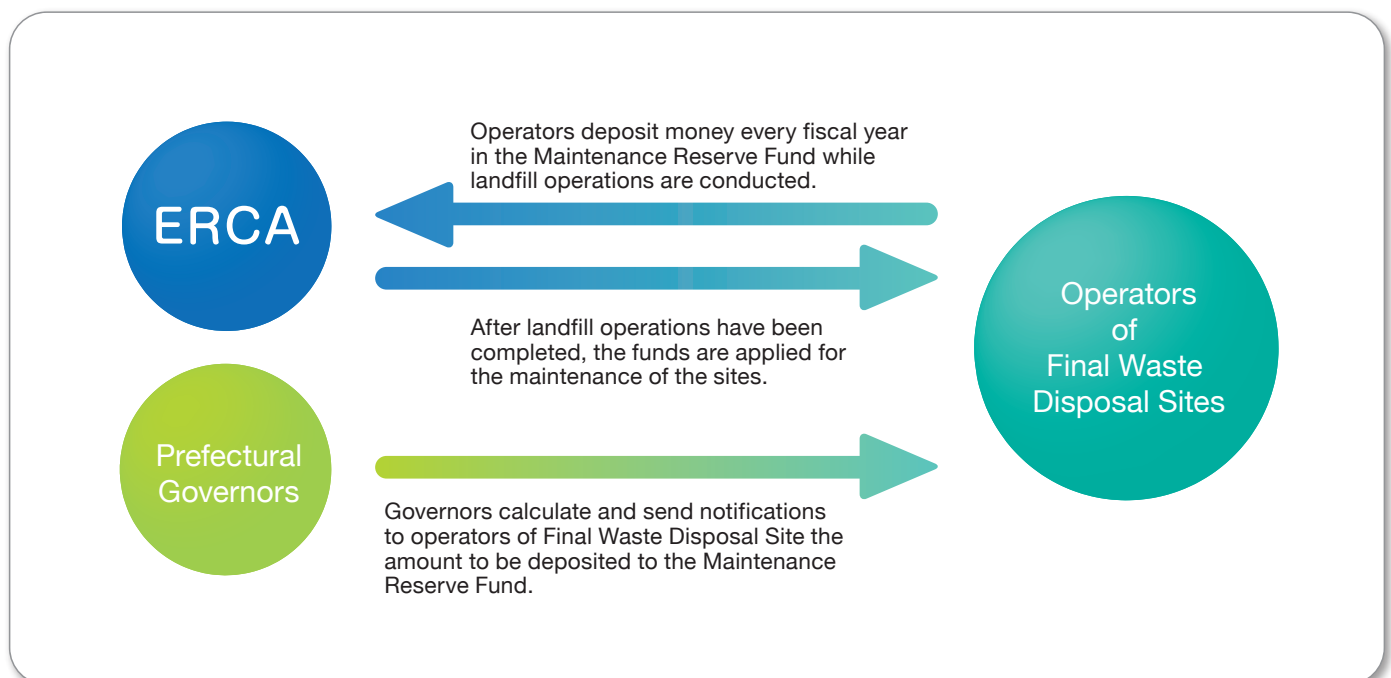 ERCA
Operators deposit money every fiscal year
in the Maintenance Reserve Fund while
landfill operations are conducted.
After landfill operations have been
completed, the funds are applied for
the maintenance of the sites.
Operators
of
Final Waste
Disposal Sites
Prefectural
Governors
Governors calculate and send notifications
to operators of Final Waste Disposal Site the
amount to be deposited to the Maintenance
Reserve Fund.